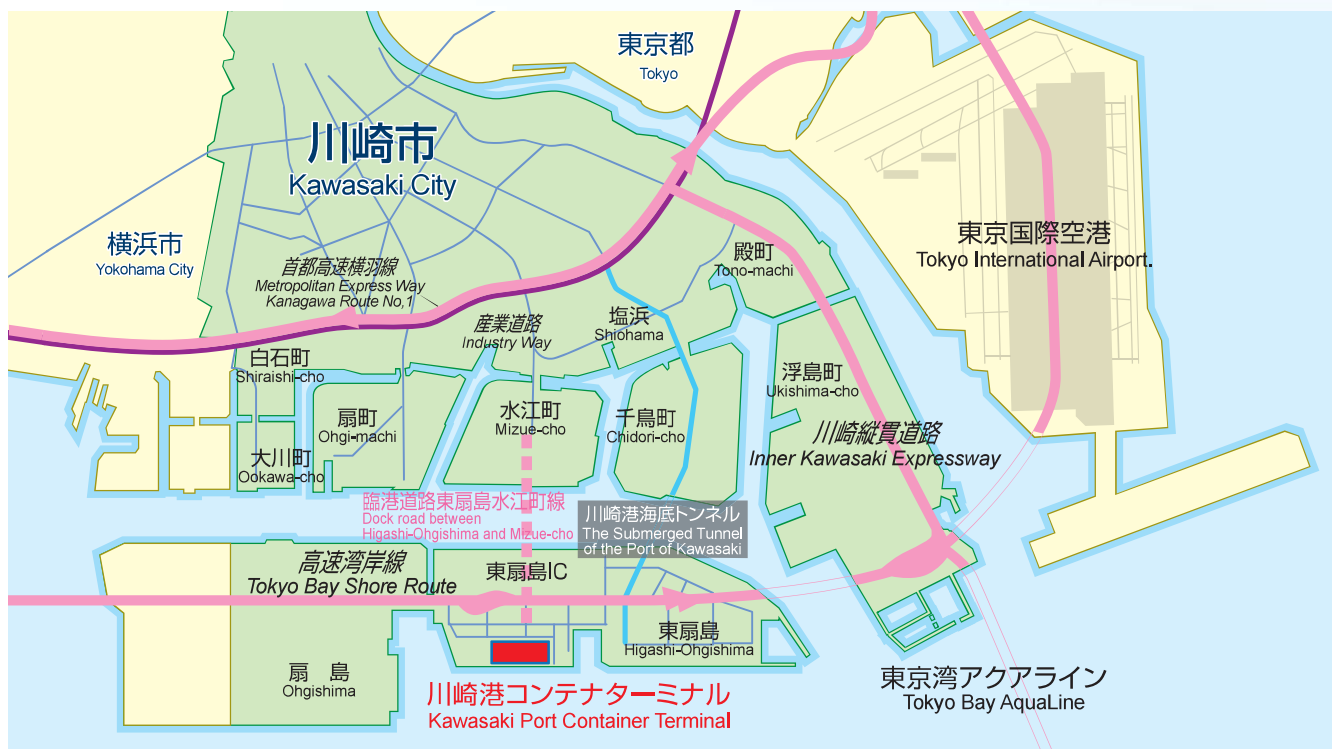 東京都
Tokyo
川崎市
Kawasaki City
横浜市
Yokohama City
首都高速横羽線
Metropolitan Express Way
Kanagawa Route No,1
産業道路
Industry Way
塩浜
Shiohama
殿町
Tono-machi
東京国際空港
Tokyo International Airport.
白石町
Shiraishi-cho
扇町
Ohgi-machi
水江町
Mizue-cho
千鳥町
Chidori-cho
浮島町
Ukishima-cho
川崎縦貫道路
Inner Kawasaki Expressway
大川町
Ookawa-cho
臨港道路東扇島水江町線
Dock road between
Higashi-Ohgishima and Mizue-cho
川崎港海底トンネル
The Submerged Tunnel
of the Port of Kawasaki
高速湾岸線
Tokyo Bay Shore Route
東扇島IC
東扇島
Higashi-Ohgishima
扇 島
Ohgishima
川崎港コンテナターミナル
Kawasaki Port Container Terminal
東京湾アクアライン
Tokyo Bay AquaLine